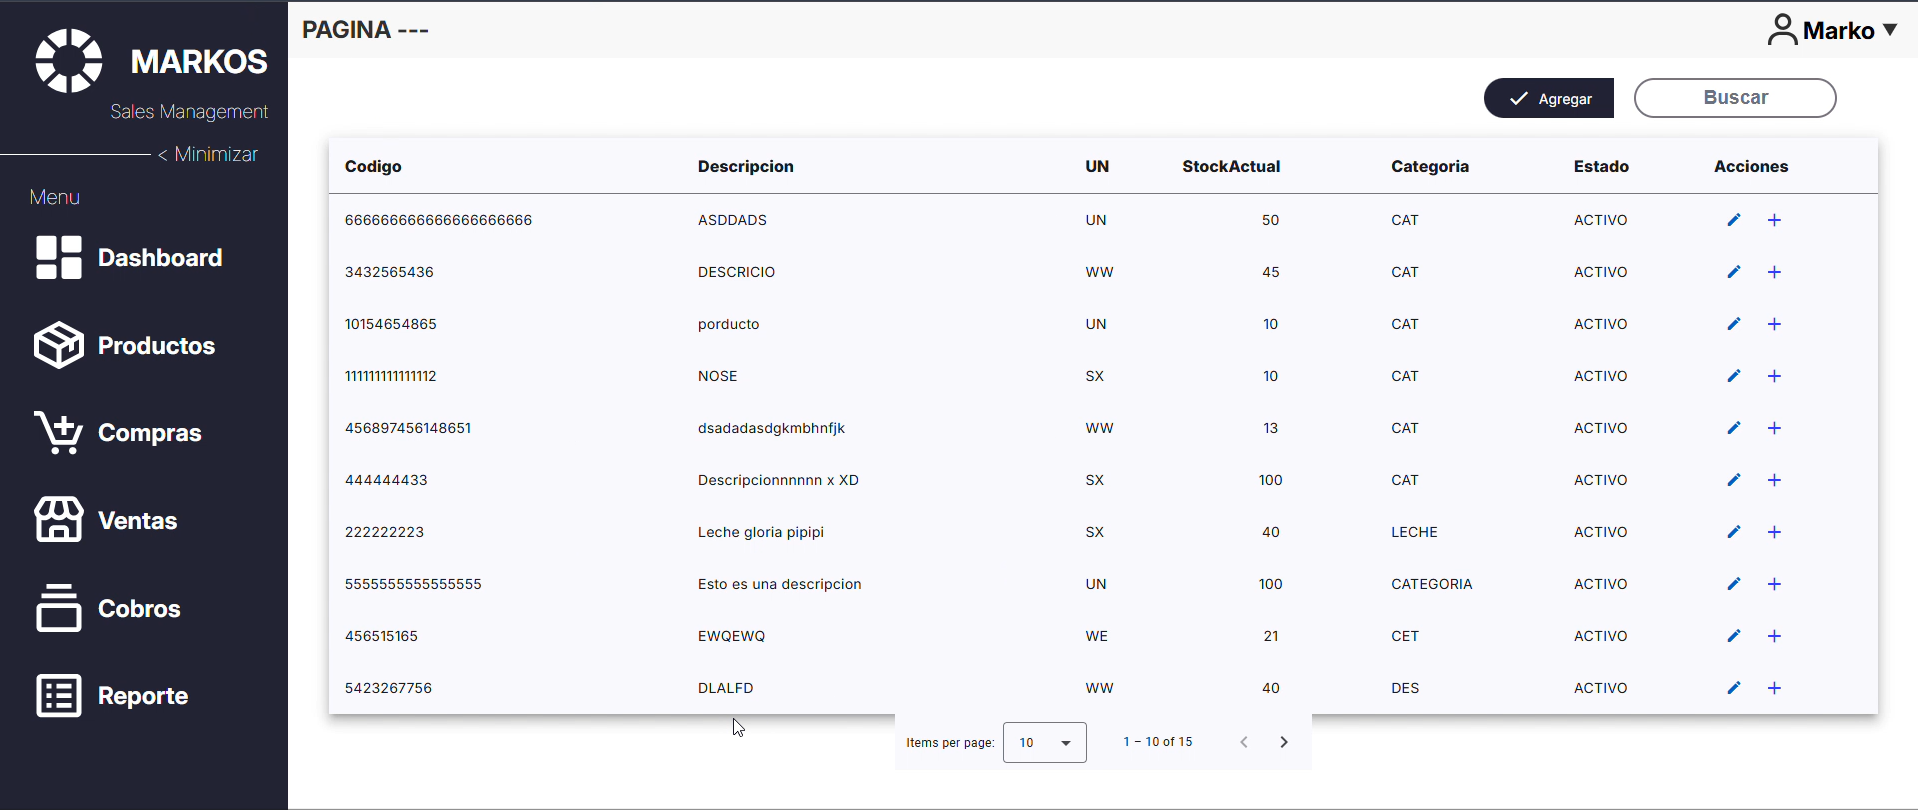 MARKOS
Sales Management
< Minimizar
Menu
Dashboard
Productos
Compras
Ventas
Cobros
Reporte
PAGINA ---
Marko ▼
Agregar
Buscar
Codigo Descripcion UN StockActual Categoria Estado Acciones
666666666666666666666 ASDDADS UN 50 CAT ACTIVO
3432565436 DESCRICIO WW 45 CAT ACTIVO
10154654865 porducto UN 10 CAT ACTIVO
111111111111112 NOSE SX 10 CAT ACTIVO
456897456148651 dsadadasdgkmbhnfjk WW 13 CAT ACTIVO
444444433 Descripcionnnnnn x XD SX 100 CAT ACTIVO
222222223 Leche gloria pipipi SX 40 LECHE ACTIVO
5555555555555555 Esto es una descripcion UN 100 CATEGORIA ACTIVO
456515165 EWQEWQ WE 21 CET ACTIVO
5423267756 DLALFD WW 40 DES ACTIVO
Items per page: 10 1 – 10 of 15